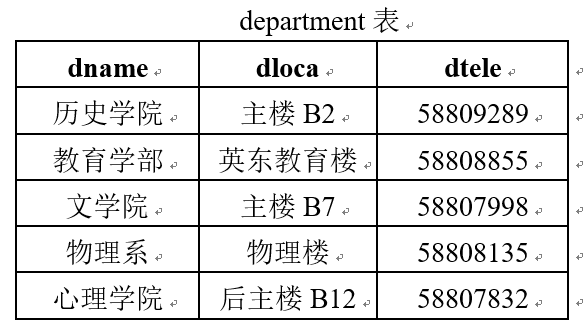 department 表
dname dloca dtele
历史学院 主楼 B2 58809289
教育学部 英东教育楼 58808855
文学院 主楼 B7 58807998
物理系 物理楼 58808135
心理学院 后主楼 B12 58807832